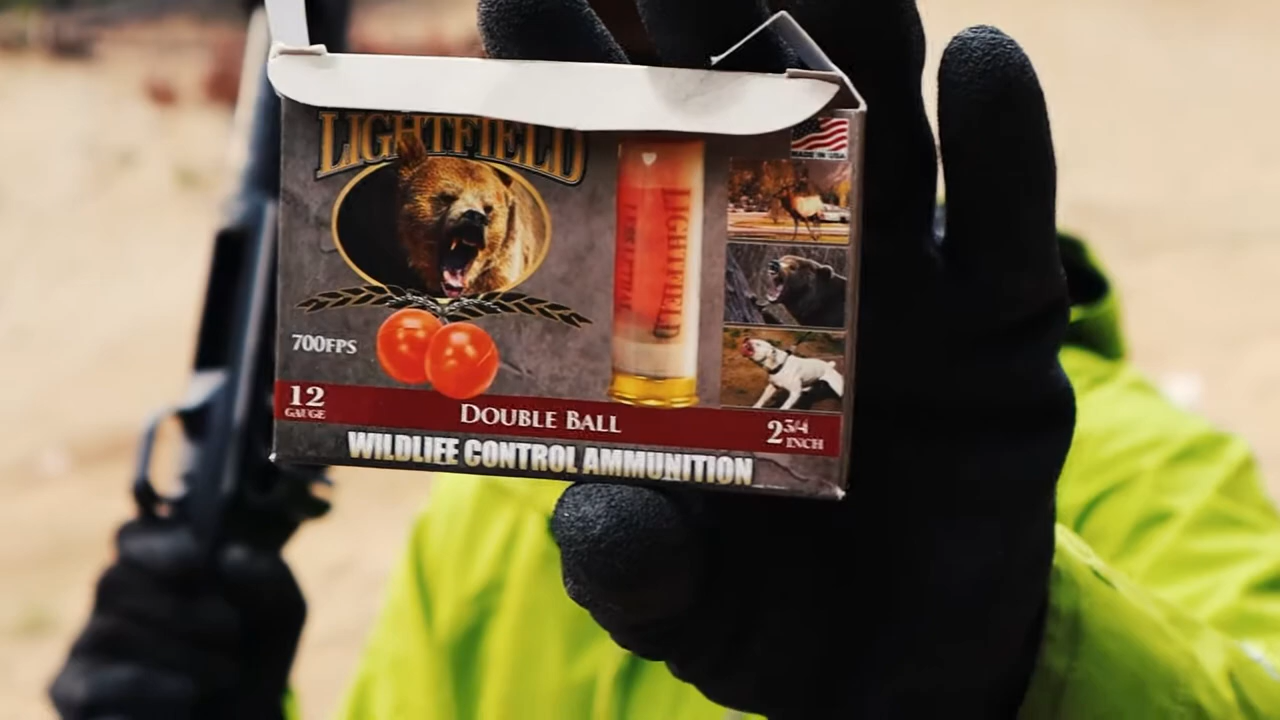 LIGHTFIELD
MADE IN USA
LIGHTFIELD
700FPS
12
GAUGE
DOUBLE BALL
2 3/4
INCH
WILDLIFE CONTROL AMMUNITION